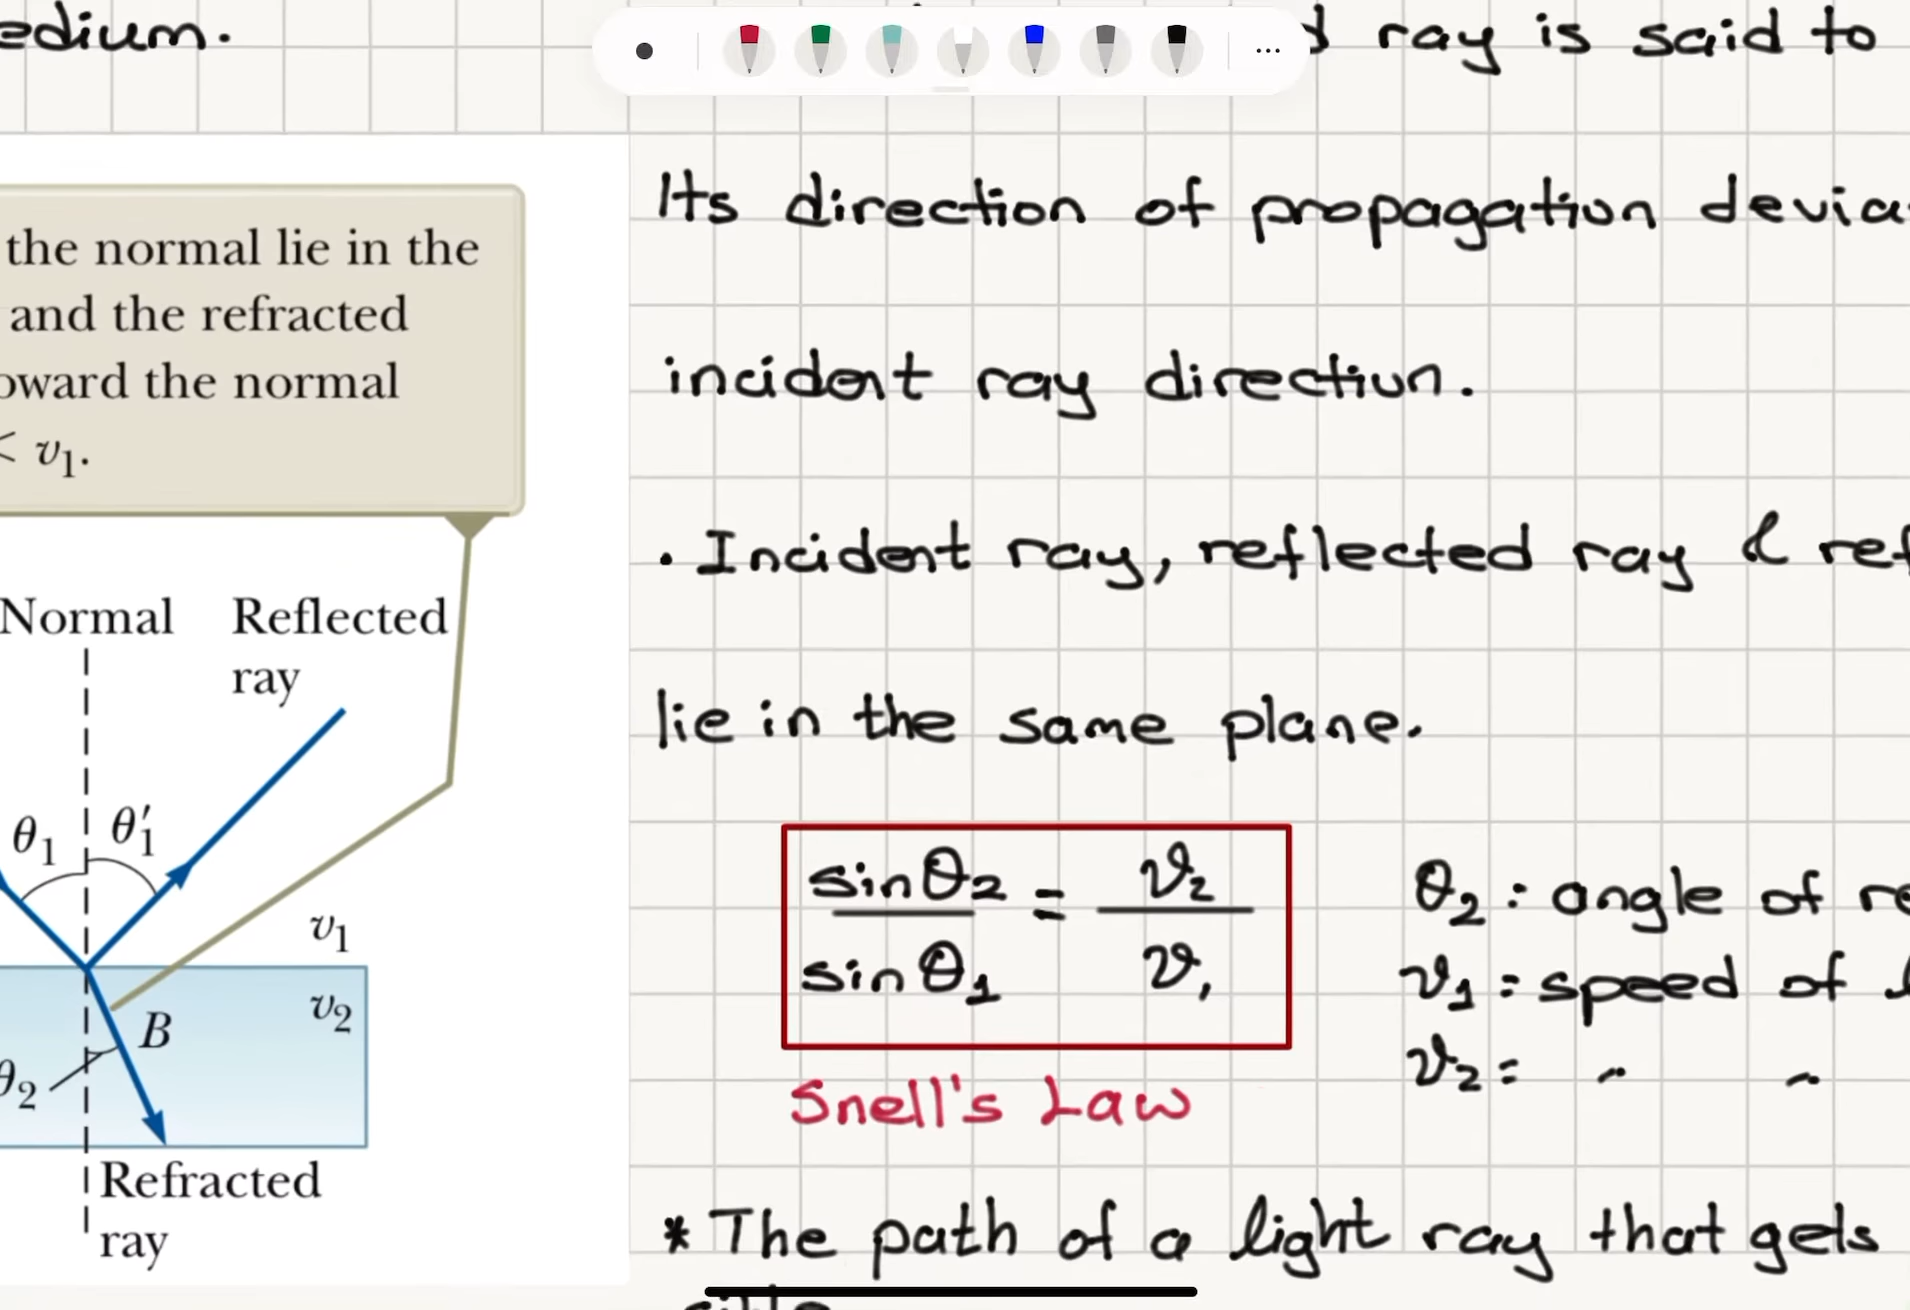 edium.
ray is said to
the normal lie in the
and the refracted
oward the normal
< v₁.
Normal
Reflected
ray
θ₁
θ′₁
v₁
v₂
B
θ₂
Refracted
ray
Its direction of propagation devia
incident ray direction.
. Incident ray, reflected ray & ref
lie in the same plane.
sinθ₂ / sinθ₁ = v₂ / v₁
Snell's Law
θ₂ : angle of re
v₁ = speed of
v₂ = " "
* The path of a light ray that gets